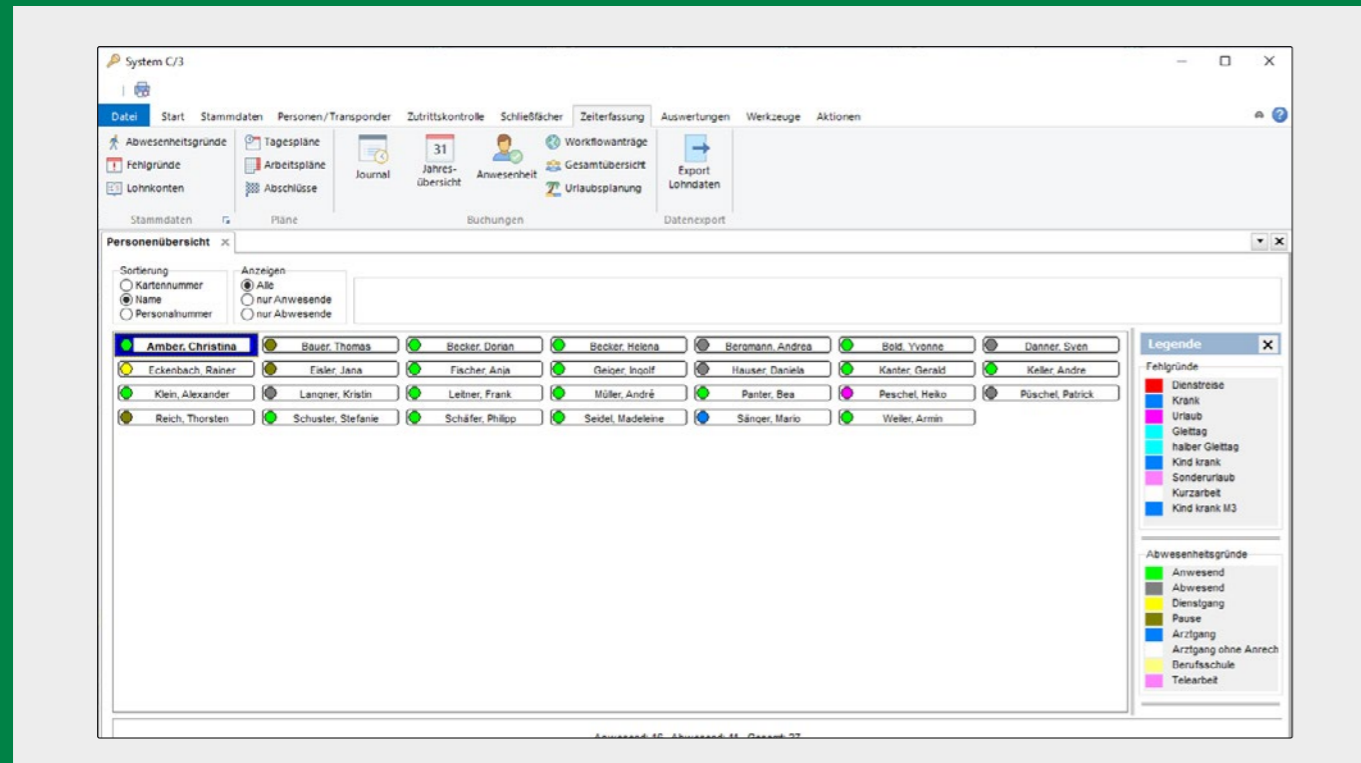 System C/3
Datei Start Stammdaten Personen/Transponder Zutrittskontrolle Schließfächer Zeiterfassung Auswertungen Werkzeuge Aktionen
Abwesenheitsgründe
Fehlgründe
Lohnkonten
Stammdaten
Tagespläne
Arbeitspläne
Abschlüsse
Pläne
Journal
31
Jahres-
übersicht
Anwesenheit
Workflowanträge
Gesamtübersicht
Urlaubsplanung
Buchungen
Export
Lohndaten
Datenexport
Personenübersicht
Sortierung
Kartennummer
Name
Personalnummer
Anzeigen
Alle
nur Anwesende
nur Abwesende
Amber, Christina Bauer, Thomas Becker, Dorian Becker, Helena Bergmann, Andrea Bold, Yvonne Danner, Sven
Eckenbach, Rainer Eisler, Jana Fischer, Anja Geiger, Ingolf Hauser, Daniela Kanter, Gerald Keller, Andre
Klein, Alexander Langner, Kristin Leitner, Frank Müller, André Panter, Bea Peschel, Heiko Püschel, Patrick
Reich, Thorsten Schuster, Stefanie Schäfer, Philipp Seidel, Madeleine Sänger, Mario Weiler, Armin
Legende
Fehlgründe
Dienstreise
Krank
Urlaub
Gleittag
halber Gleittag
Kind krank
Sonderurlaub
Kurzarbeit
Kind krank M3
Abwesenheitsgründe
Anwesend
Abwesend
Dienstgang
Pause
Arztgang
Arztgang ohne Anrech
Berufsschule
Telearbeit
Anwesend: 16 Abwesend: 11 Gesamt: 27